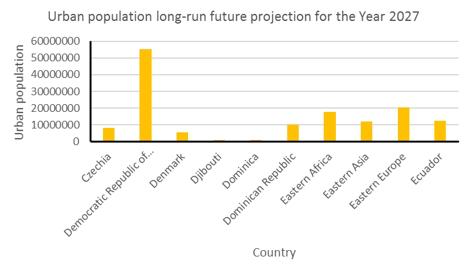 Urban population long-run future projection for the Year 2027
Urban population
60000000
50000000
40000000
30000000
20000000
10000000
0
Czechia
Democratic Republic of...
Denmark
Djibouti
Dominica
Dominican Republic
Eastern Africa
Eastern Asia
Eastern Europe
Ecuador
Country